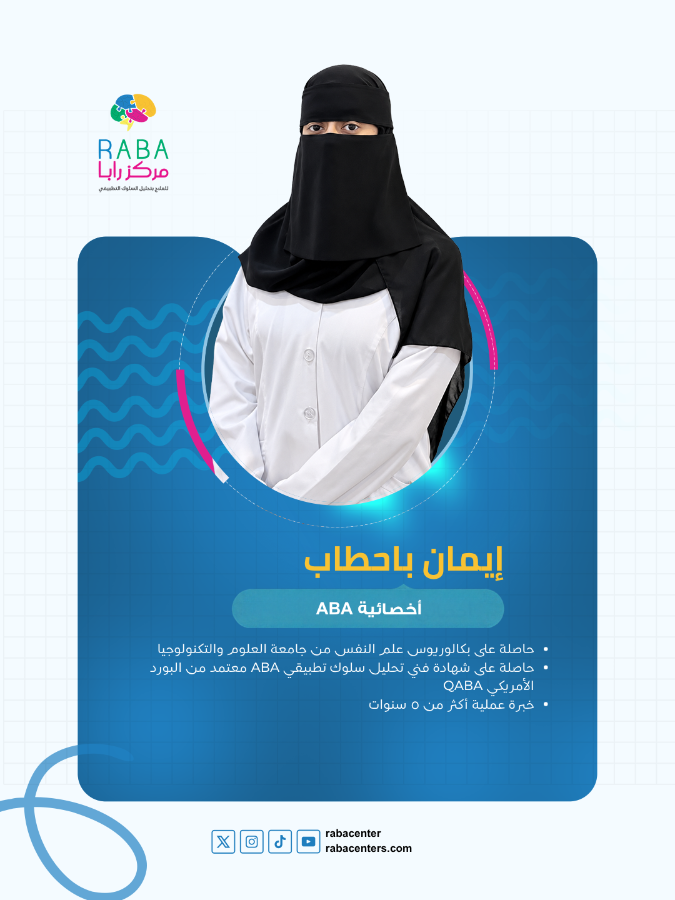 RABA
مركز رابا
للعلاج بتحليل السلوك التطبيقي
إيمان باحطاب
أخصائية ABA
حاصلة على بكالوريوس علم النفس من جامعة العلوم والتكنولوجيا
حاصلة على شهادة فني تحليل سلوك تطبيقي ABA معتمد من البورد
الأمريكي QABA
خبرة عملية أكثر من ٥ سنوات
rabacenter
rabacenters.com